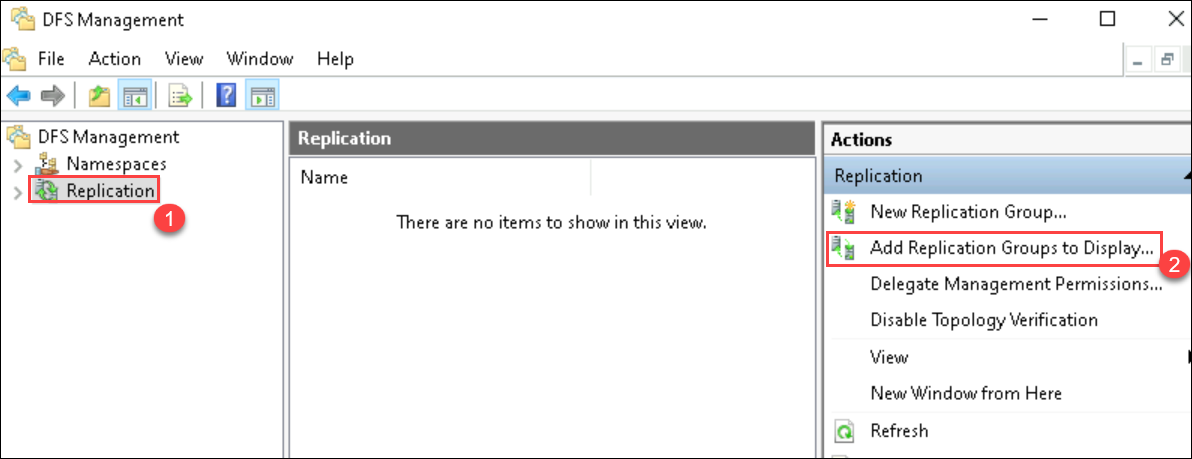 DFS Management
File Action View Window Help
DFS Management
Namespaces
Replication
1
Replication
Name
There are no items to show in this view.
Actions
Replication
New Replication Group...
Add Replication Groups to Display...
2
Delegate Management Permissions...
Disable Topology Verification
View
New Window from Here
Refresh